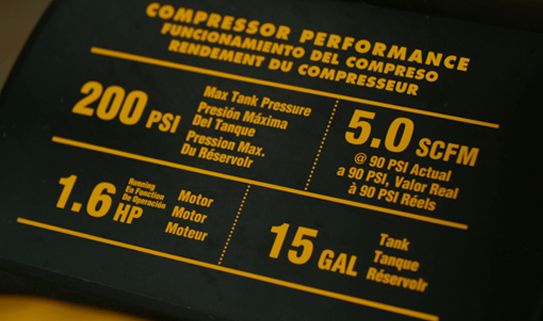 COMPRESSOR PERFORMANCE
FUNCIONAMIENTO DEL COMPRESO
RENDEMENT DU COMPRESSEUR
200 PSI
Max Tank Pressure
Presión Máxima
Del Tanque
Pression Max.
Du Réservoir
5.0 SCFM
@ 90 PSI Actual
a 90 PSI, Valor Real
à 90 PSI Réels
1.6 HP
Running
En Función
De Operación
Motor
Motor
Moteur
15 GAL
Tank
Tanque
Réservoir